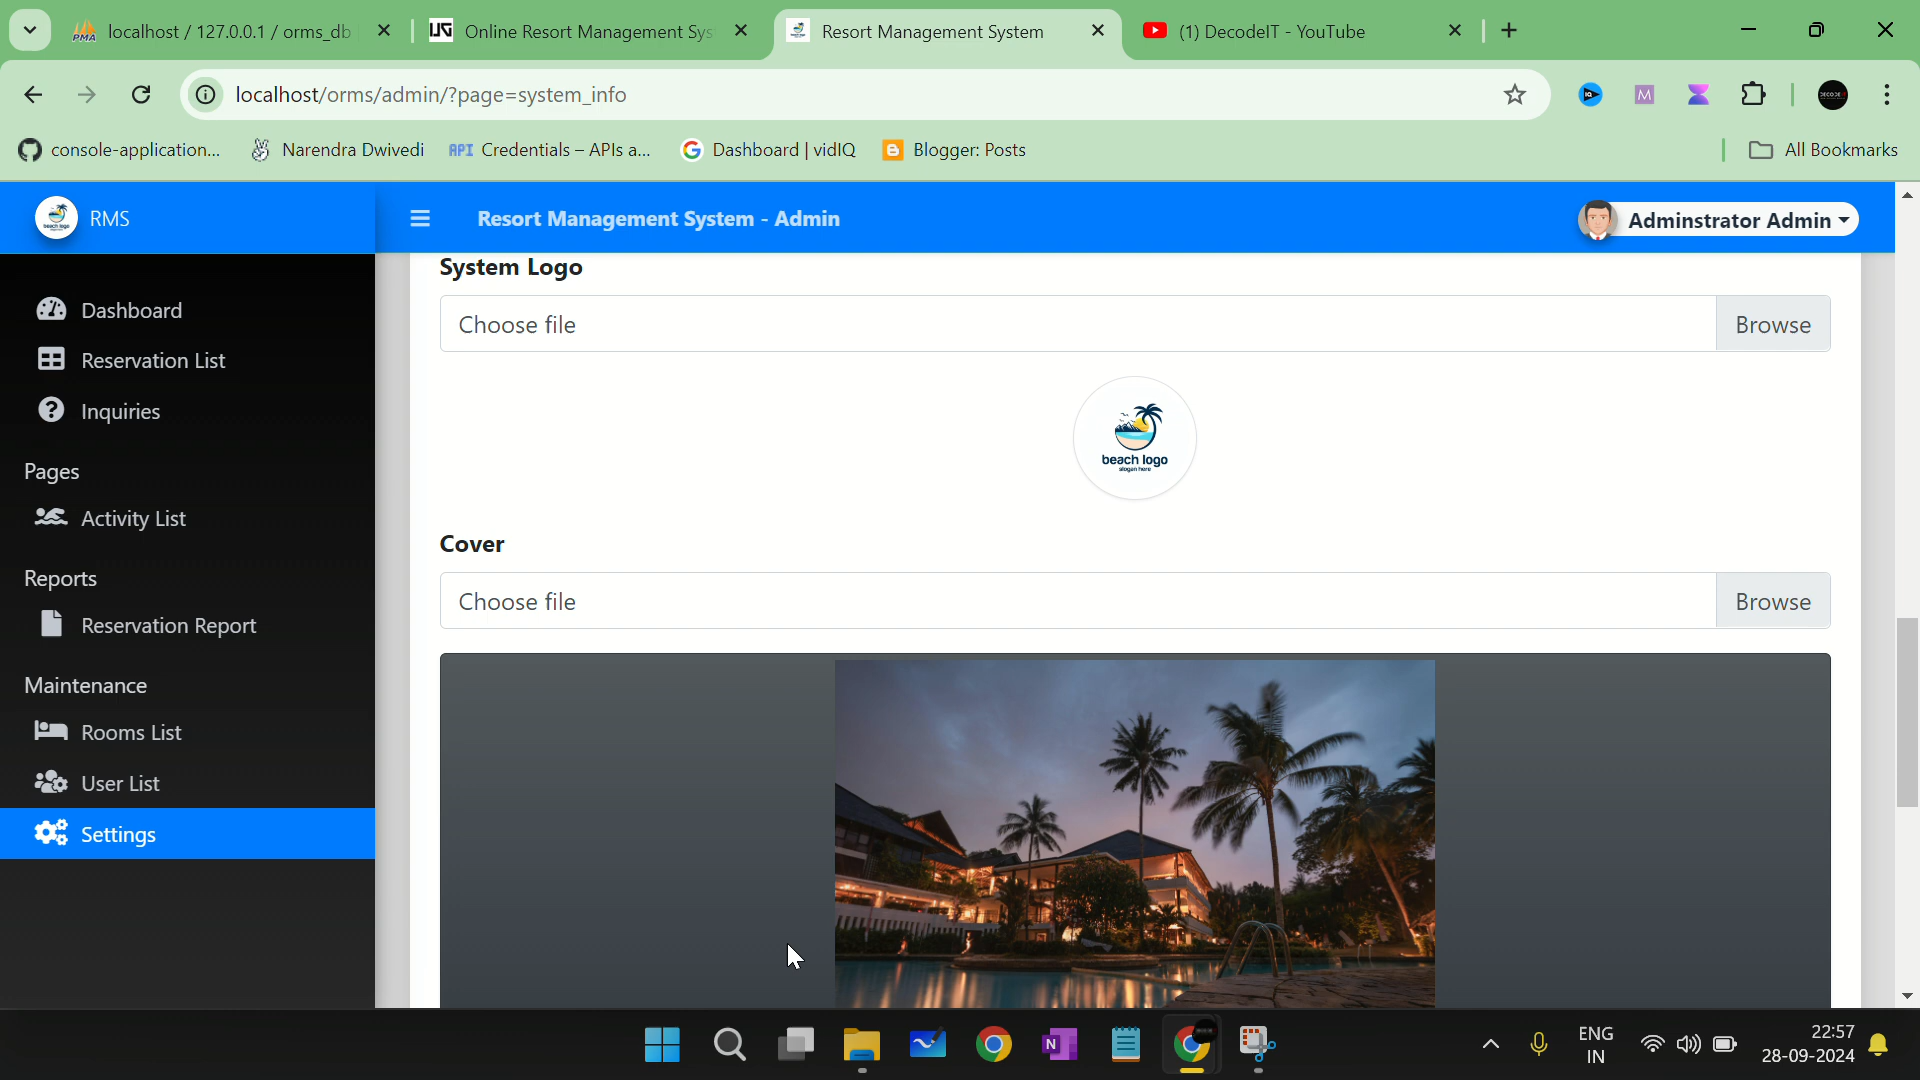 localhost / 127.0.0.1 / orms_db
Online Resort Management Sys
Resort Management System
(1) DecodeIT - YouTube
localhost/orms/admin/?page=system_info
console-application...
Narendra Dwivedi
API Credentials – APIs a...
Dashboard | vidIQ
Blogger: Posts
All Bookmarks
RMS
Resort Management System - Admin
Adminstrator Admin
Dashboard
Reservation List
Inquiries
Pages
Activity List
Reports
Reservation Report
Maintenance
Rooms List
User List
Settings
System Logo
Choose file
Browse
beach logo
slogan here
Cover
Choose file
Browse
ENG
IN
22:57
28-09-2024